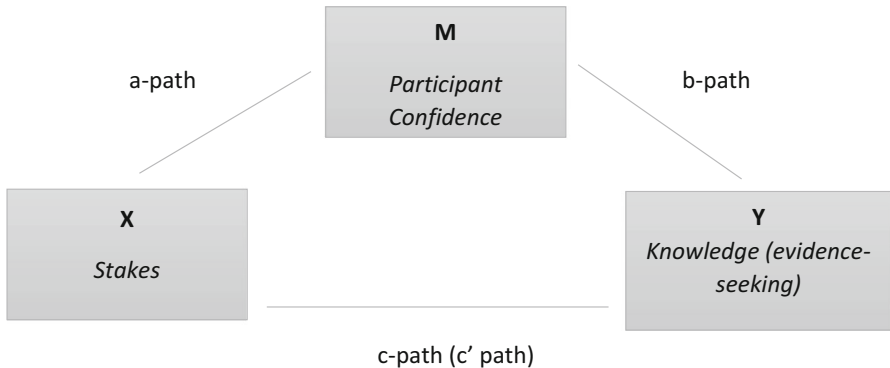 M
a-path
b-path
Participant
Confidence
X
Stakes
Y
Knowledge (evidence-
seeking)
c-path (c’ path)